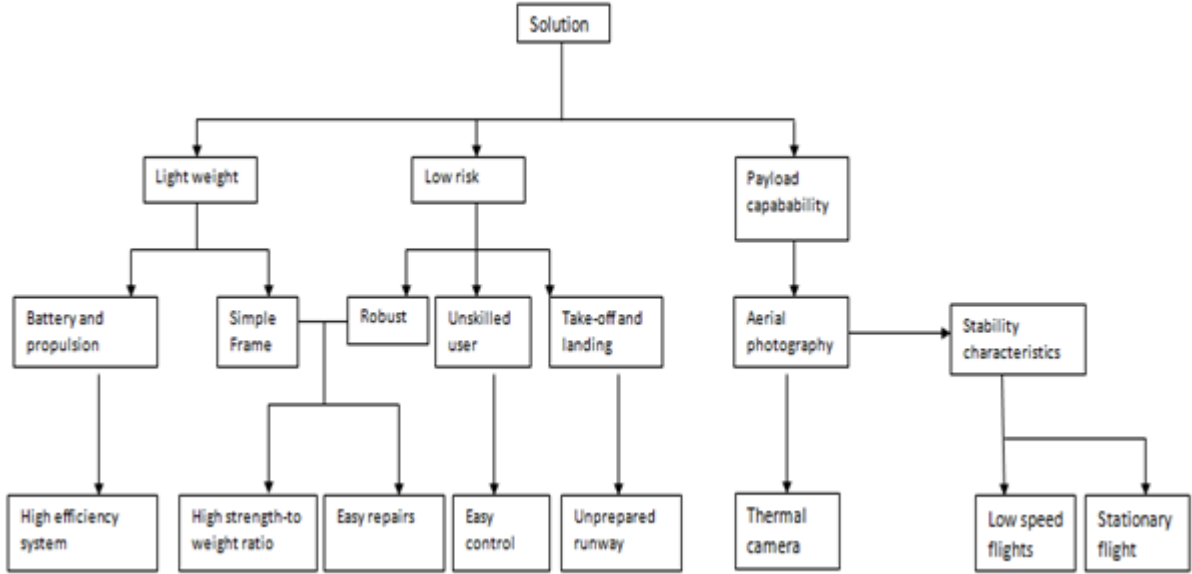 Solution
Light weight
Low risk
Payload
capabability
Battery and
propulsion
Simple
Frame
Robust
Unskilled
user
Take-off and
landing
Aerial
photography
Stability
characteristics
High efficiency
system
High strength-to
weight ratio
Easy repairs
Easy
control
Unprepared
runway
Thermal
camera
Low speed
flights
Stationary
flight